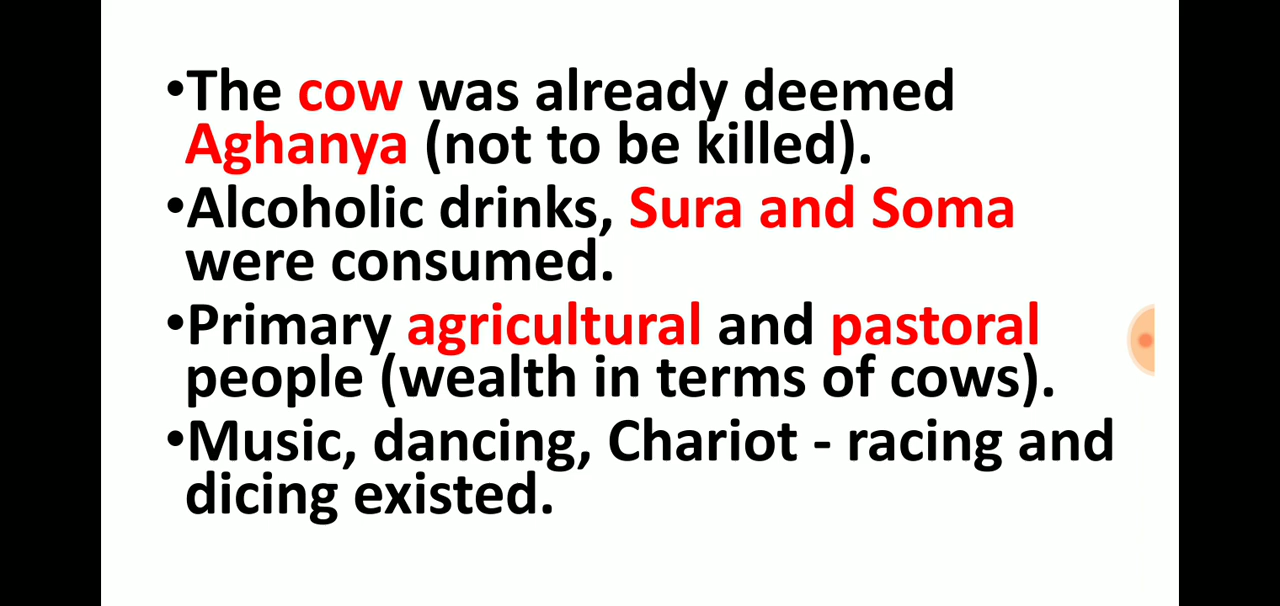 •The cow was already deemed
Aghanya (not to be killed).
•Alcoholic drinks, Sura and Soma
were consumed.
•Primary agricultural and pastoral
people (wealth in terms of cows).
•Music, dancing, Chariot - racing and
dicing existed.